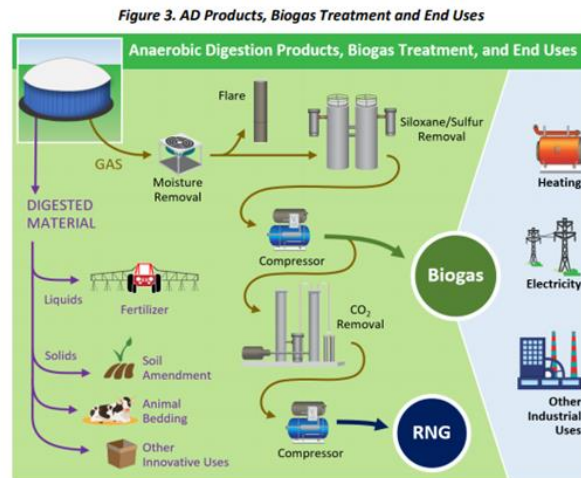 Figure 3. AD Products, Biogas Treatment and End Uses
Anaerobic Digestion Products, Biogas Treatment, and End Uses
Flare
Siloxane/Sulfur
Removal
GAS
Moisture
Removal
Heating
DIGESTED
MATERIAL
Compressor
Biogas
Electricity
Liquids
Fertilizer
CO₂
Removal
Solids
Soil
Amendment
Animal
Bedding
Other
Industrial
Uses
Other
Innovative Uses
Compressor
RNG